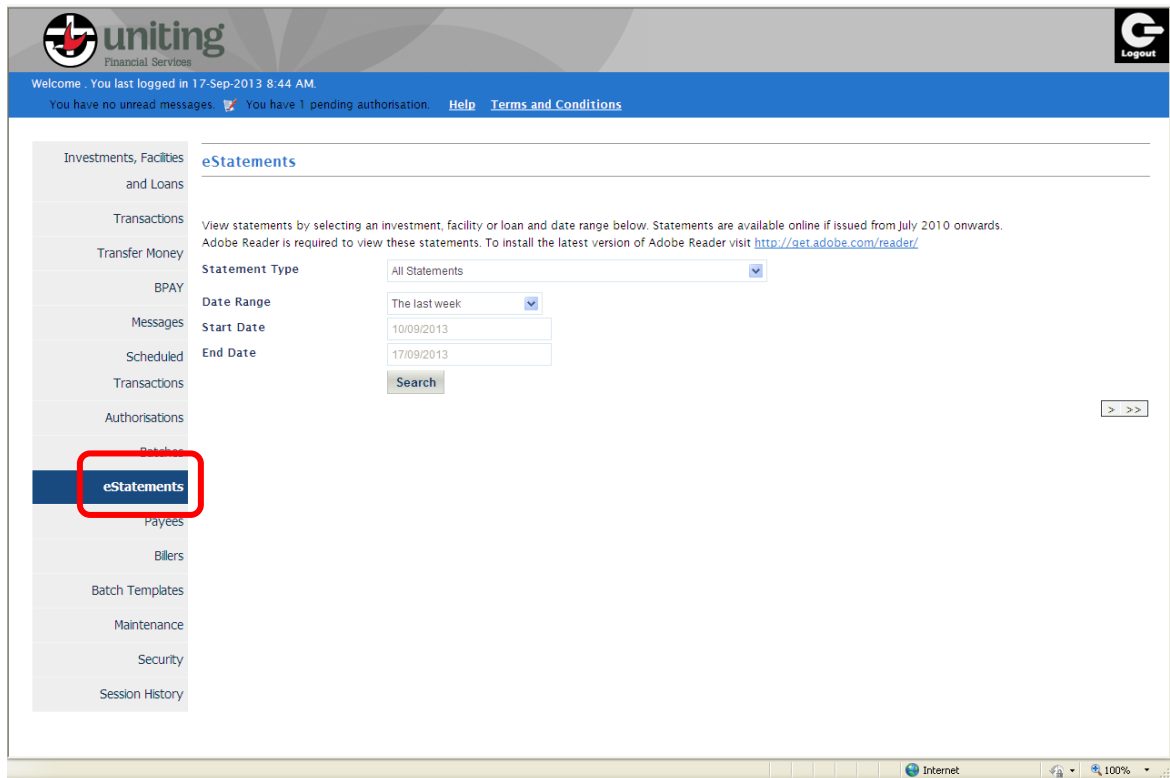 uniting
Financial Services
Logout
Welcome . You last logged in 17-Sep-2013 8:44 AM.
You have no unread messages. You have 1 pending authorisation. Help Terms and Conditions
Investments, Facilities
and Loans
Transactions
Transfer Money
BPAY
Messages
Scheduled
Transactions
Authorisations
Batches
eStatements
Payees
Billers
Batch Templates
Maintenance
Security
Session History
eStatements
View statements by selecting an investment, facility or loan and date range below. Statements are available online if issued from July 2010 onwards.
Adobe Reader is required to view these statements. To install the latest version of Adobe Reader visit http://get.adobe.com/reader/
Statement Type All Statements
Date Range The last week
Start Date 10/09/2013
End Date 17/09/2013
Search
> >>
Internet 100%